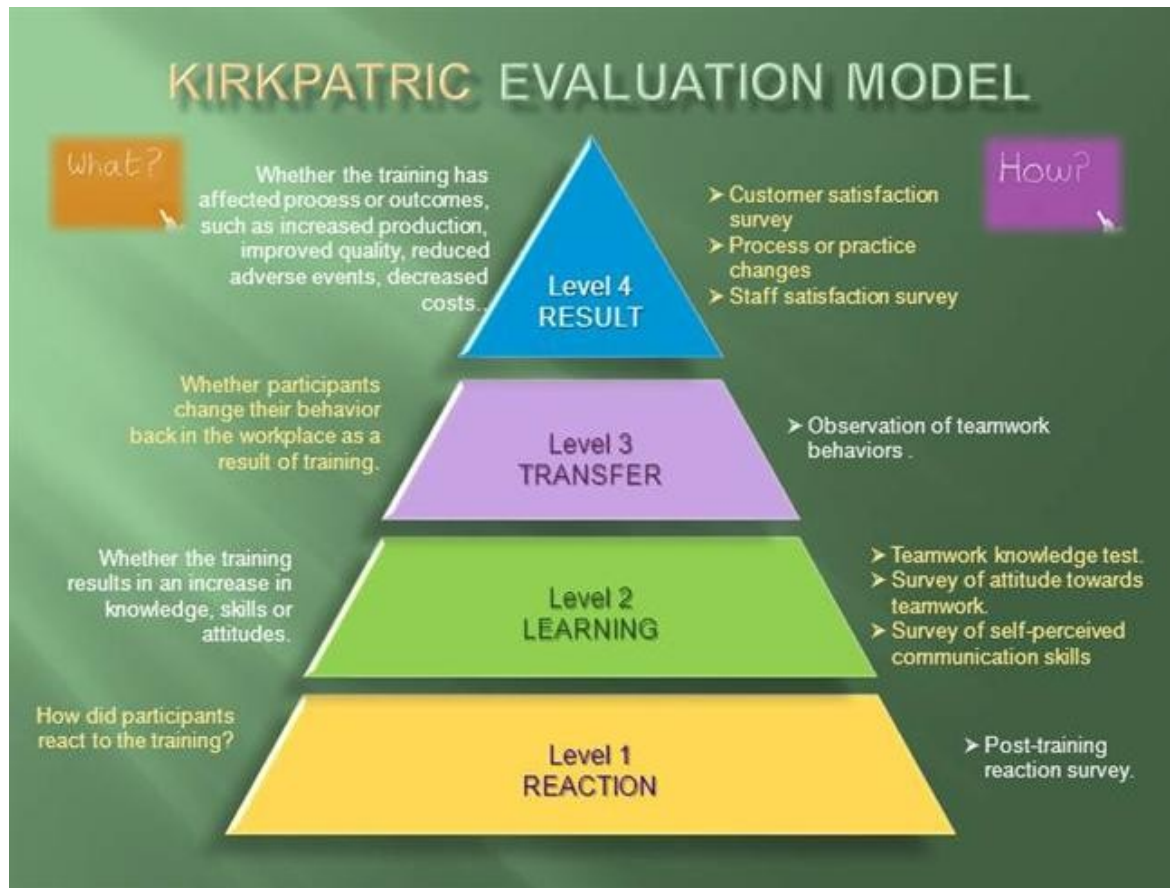 KIRKPATRIC EVALUATION MODEL
What?
How?
Whether the training has
affected process or outcomes,
such as increased production,
improved quality, reduced
adverse events, decreased
costs..
Level 4
RESULT
➤ Customer satisfaction
survey
➤ Process or practice
changes
➤ Staff satisfaction survey
Whether participants
change their behavior
back in the workplace as a
result of training.
Level 3
TRANSFER
➤ Observation of teamwork
behaviors .
Whether the training
results in an increase in
knowledge, skills or
attitudes.
Level 2
LEARNING
➤ Teamwork knowledge test.
➤ Survey of attitude towards
teamwork.
➤ Survey of self-perceived
communication skills
How did participants
react to the training?
Level 1
REACTION
➤ Post-training
reaction survey.